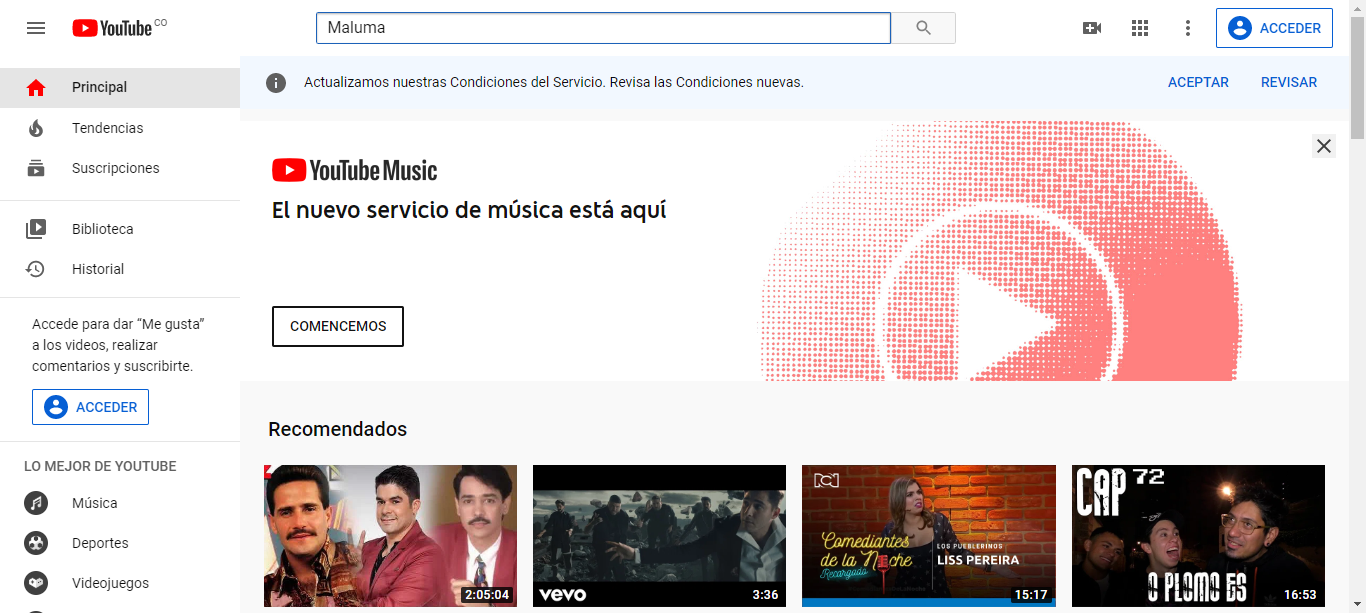 YouTube CO
Maluma
ACCEDER
Principal
Tendencias
Suscripciones
Biblioteca
Historial
Accede para dar “Me gusta”
a los videos, realizar
comentarios y suscribirte.
ACCEDER
LO MEJOR DE YOUTUBE
Música
Deportes
Videojuegos
Actualizamos nuestras Condiciones del Servicio. Revisa las Condiciones nuevas.
ACEPTAR
REVISAR
YouTube Music
El nuevo servicio de música está aquí
COMENCEMOS
Recomendados
2:05:04
vevo
3:36
RCN
Comediantes
de la Noche
Recargado
LOS PUEBLERINOS
LISS PEREIRA
15:17
CAP 72
O PLOMO ES
16:53